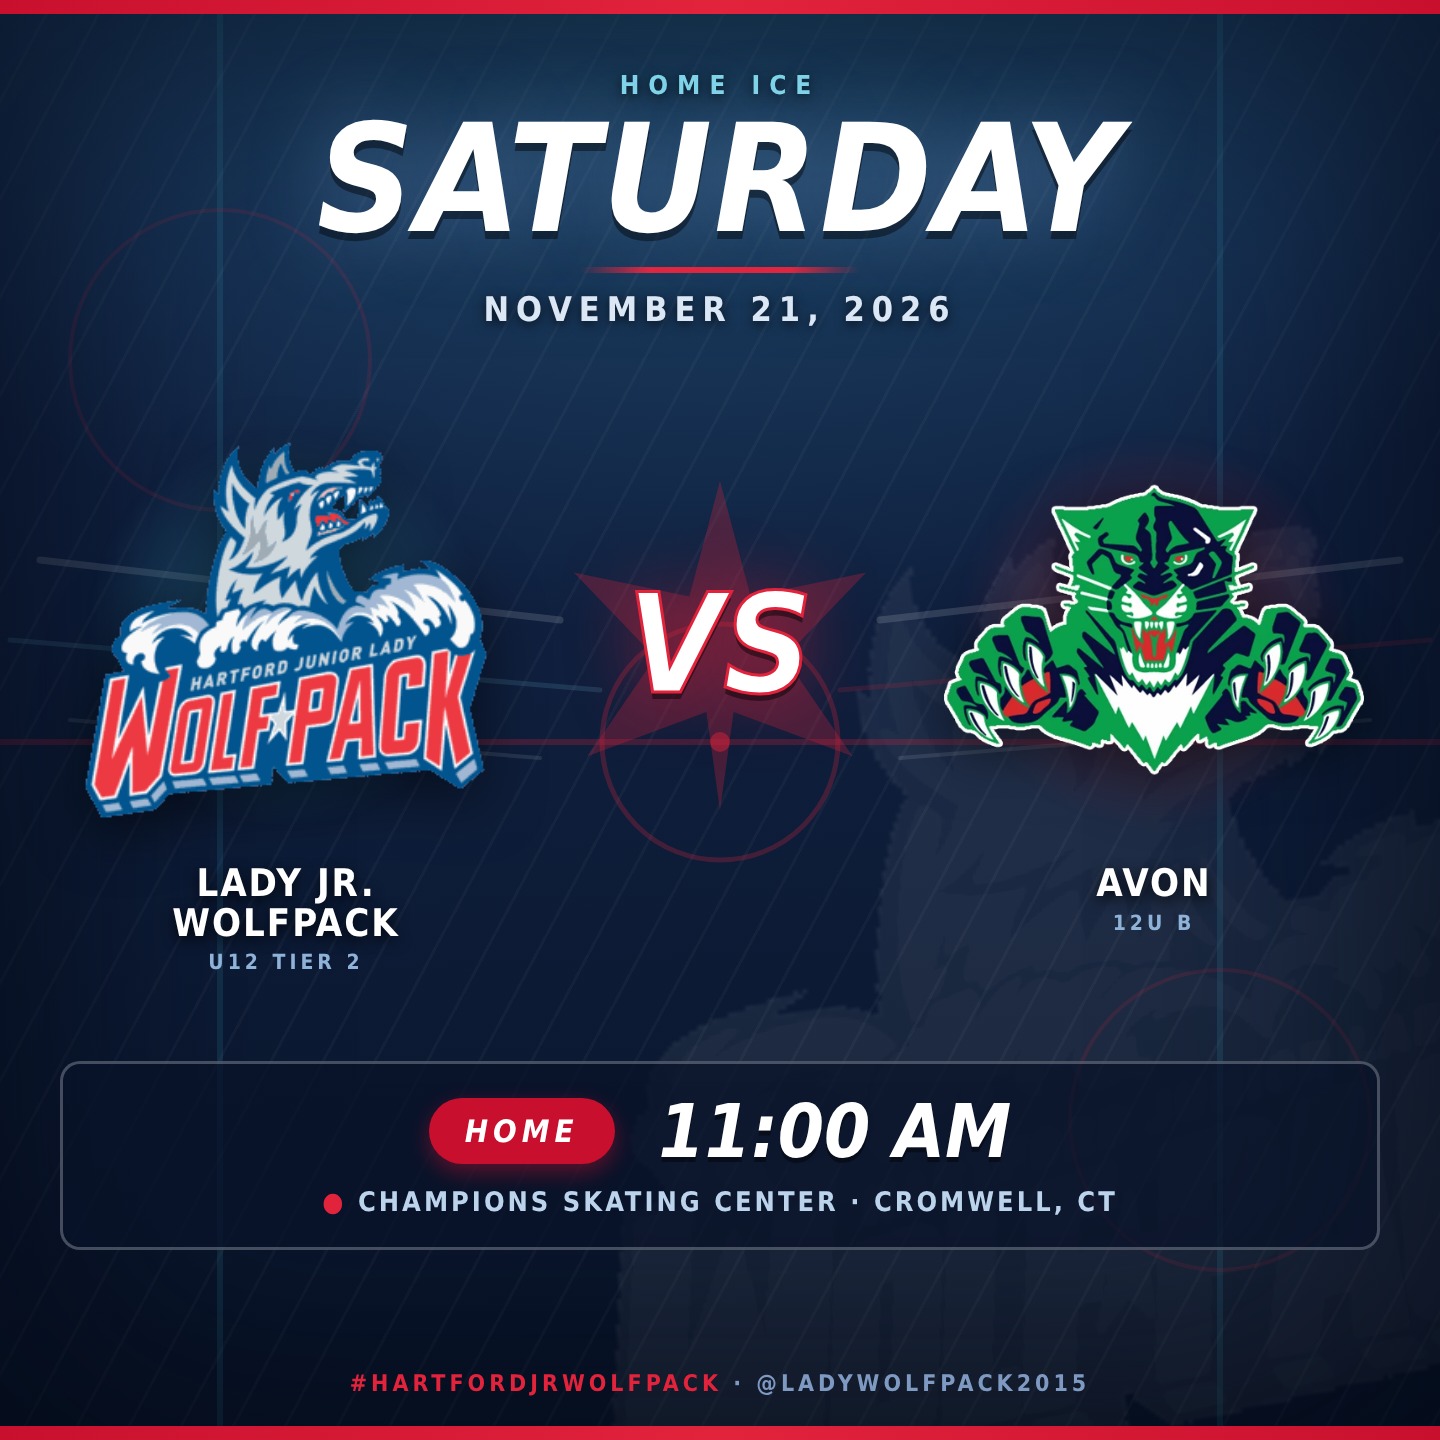 HOME ICE
SATURDAY
NOVEMBER 21, 2026
HARTFORD JUNIOR LADY
WOLF★PACK
VS
LADY JR.
WOLFPACK
U12 TIER 2
AVON
12U B
HOME
11:00 AM
CHAMPIONS SKATING CENTER · CROMWELL, CT
#HARTFORDJRWOLFPACK · @LADYWOLFPACK2015